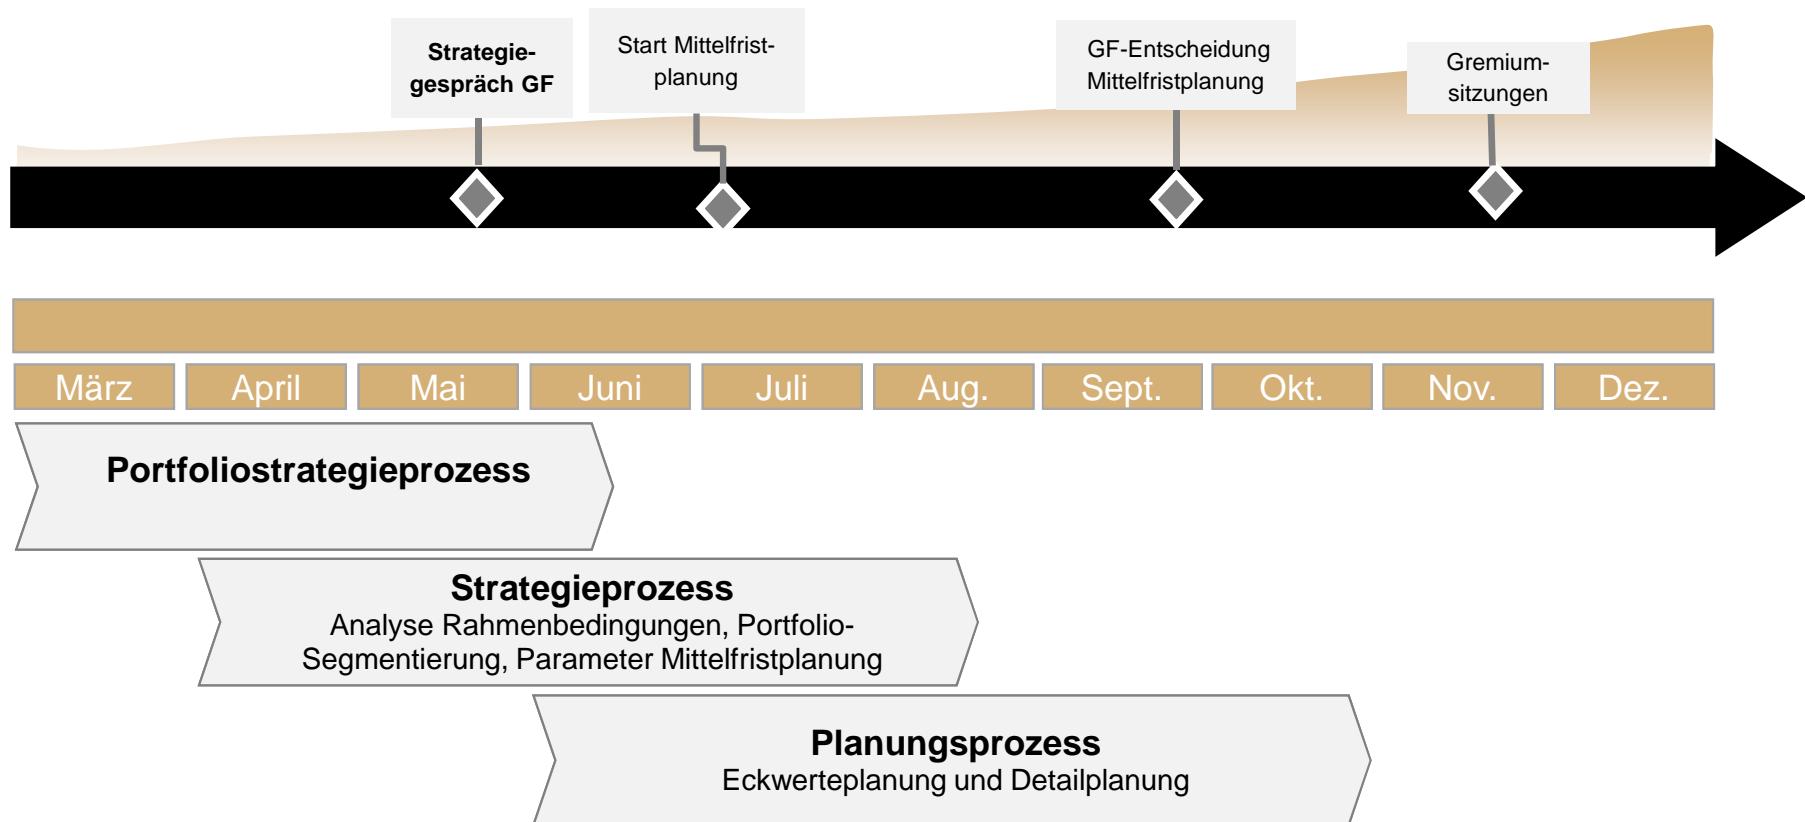 Strategie-
gespräch GF
Start Mittelfrist-
planung
GF-Entscheidung
Mittelfristplanung
Gremium-
sitzungen
März
April
Mai
Juni
Juli
Aug.
Sept.
Okt.
Nov.
Dez.
Portfoliostrategieprozess
Strategieprozess
Analyse Rahmenbedingungen, Portfolio-
Segmentierung, Parameter Mittelfristplanung
Planungsprozess
Eckwerteplanung und Detailplanung